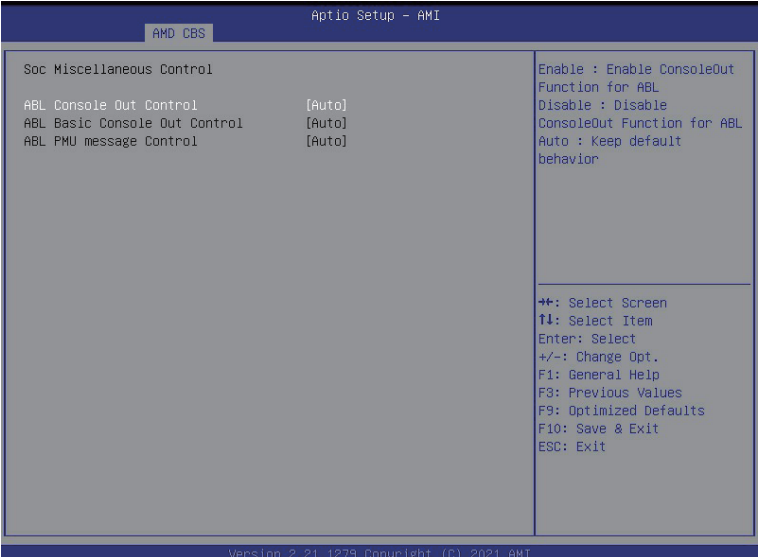 Aptio Setup – AMI
AMD CBS
Soc Miscellaneous Control
ABL Console Out Control [Auto]
ABL Basic Console Out Control [Auto]
ABL PMU message Control [Auto]
Enable : Enable ConsoleOut
Function for ABL
Disable : Disable
ConsoleOut Function for ABL
Auto : Keep default
behavior
→←: Select Screen
↑↓: Select Item
Enter: Select
+/-: Change Opt.
F1: General Help
F3: Previous Values
F9: Optimized Defaults
F10: Save & Exit
ESC: Exit
Version 2.21.1279 Copyright (C) 2021 AMI